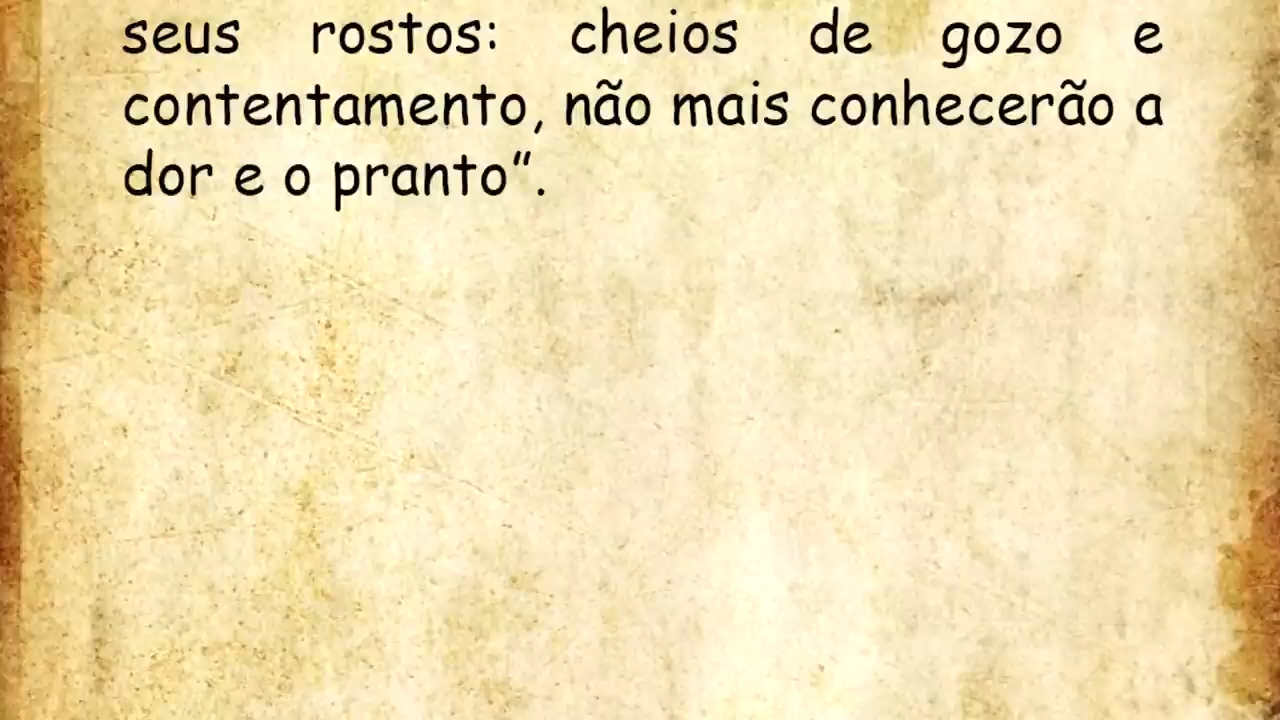 seus rostos: cheios de gozo e
contentamento, não mais conhecerão a
dor e o pranto”.